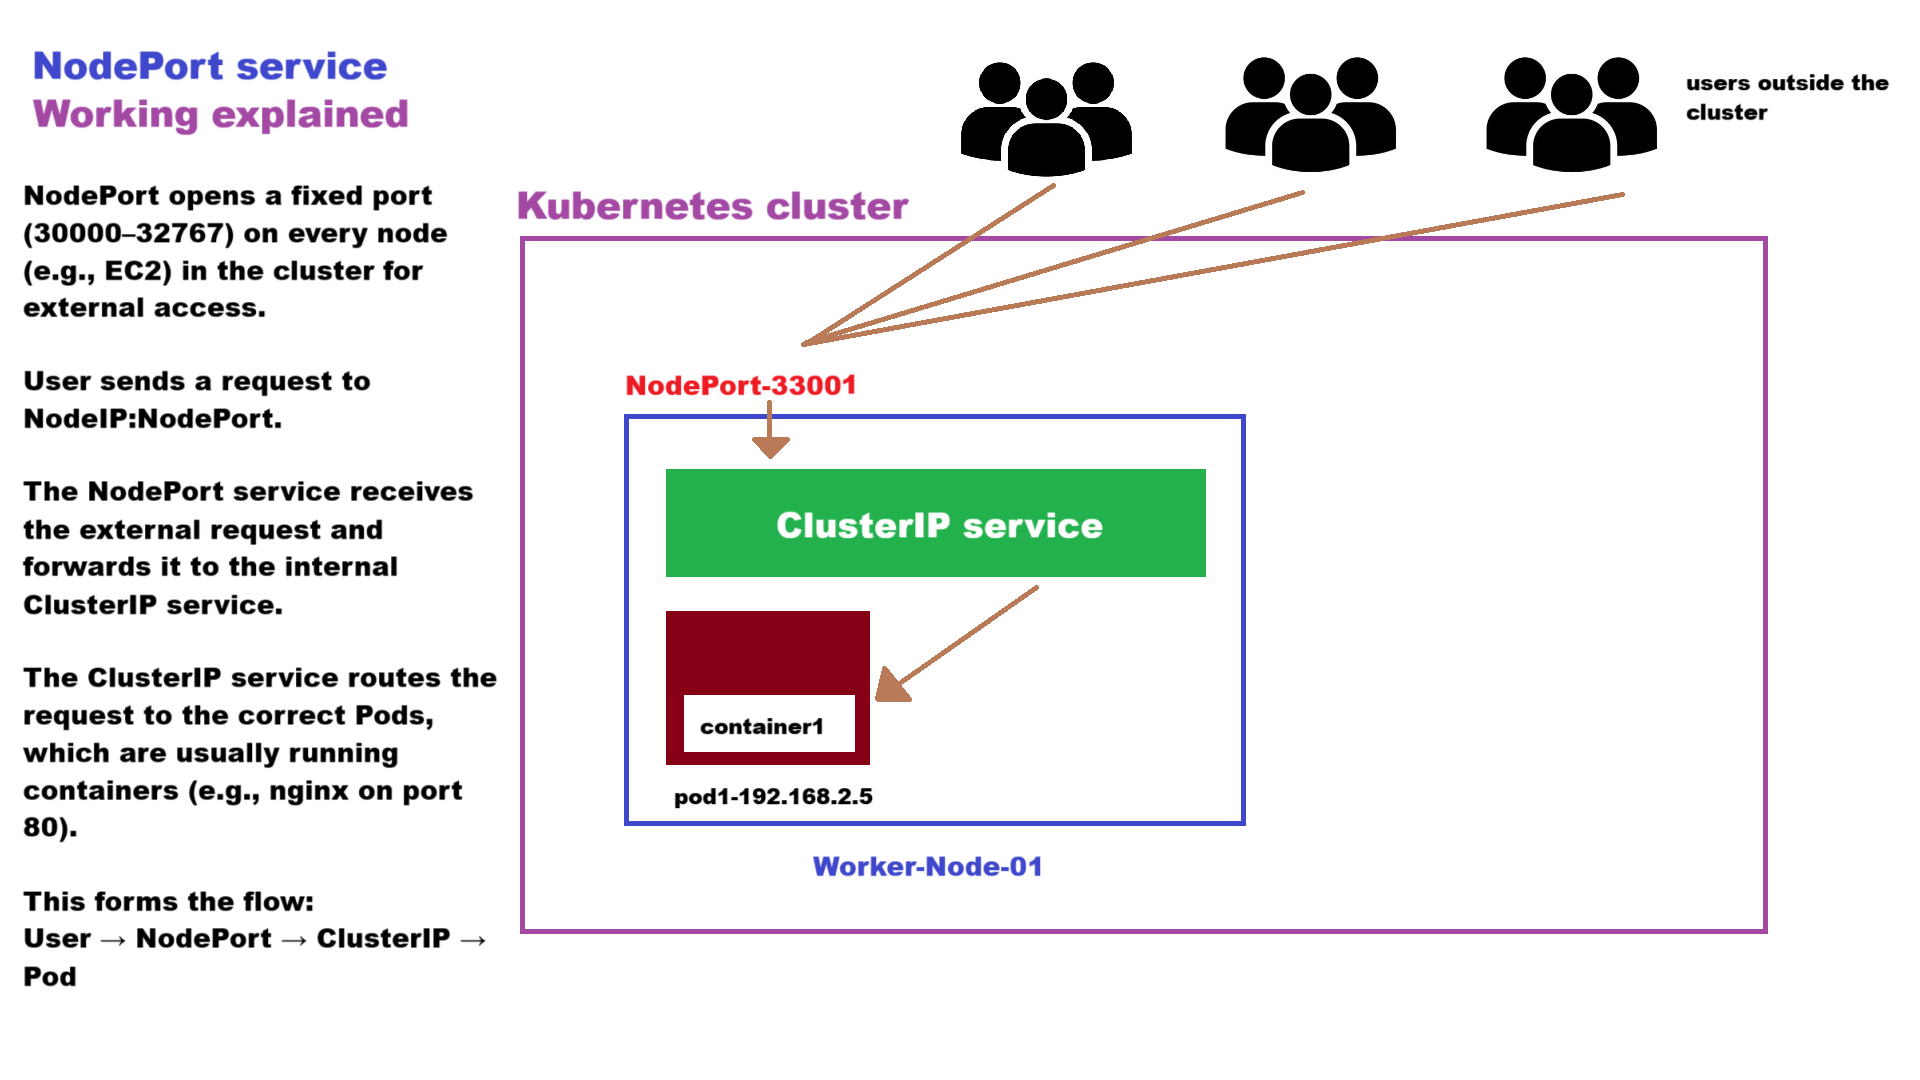 NodePort service
Working explained
NodePort opens a fixed port
(30000–32767) on every node
(e.g., EC2) in the cluster for
external access.
User sends a request to
NodeIP:NodePort.
The NodePort service receives
the external request and
forwards it to the internal
ClusterIP service.
The ClusterIP service routes the
request to the correct Pods,
which are usually running
containers (e.g., nginx on port
80).
This forms the flow:
User → NodePort → ClusterIP →
Pod
users outside the
cluster
Kubernetes cluster
NodePort-33001
ClusterIP service
container1
pod1-192.168.2.5
Worker-Node-01